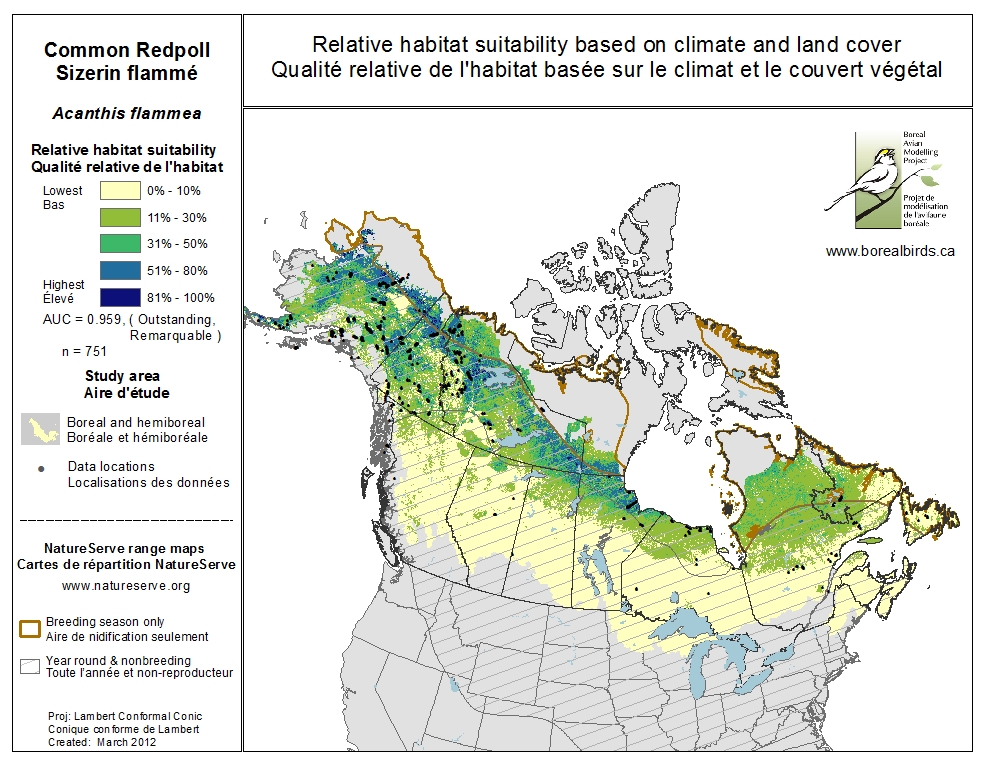 Common Redpoll
Sizerin flammé
Acanthis flammea
Relative habitat suitability
Qualité relative de l'habitat
Lowest
Bas
0% - 10%
11% - 30%
31% - 50%
51% - 80%
Highest
Élevé
81% - 100%
AUC = 0.959, ( Outstanding,
Remarquable )
n = 751
Study area
Aire d'étude
Boreal and hemiboreal
Boréale et hémiboréale
Data locations
Localisations des données
NatureServe range maps
Cartes de répartition NatureServe
www.natureserve.org
Breeding season only
Aire de nidification seulement
Year round & nonbreeding
Toute l'année et non-reproducteur
Proj: Lambert Conformal Conic
Conique conforme de Lambert
Created: March 2012
Relative habitat suitability based on climate and land cover
Qualité relative de l'habitat basée sur le climat et le couvert végétal
Boreal
Avian
Modelling
Project
Projet de
modélisation
de l'avifaune
boréale
www.borealbirds.ca